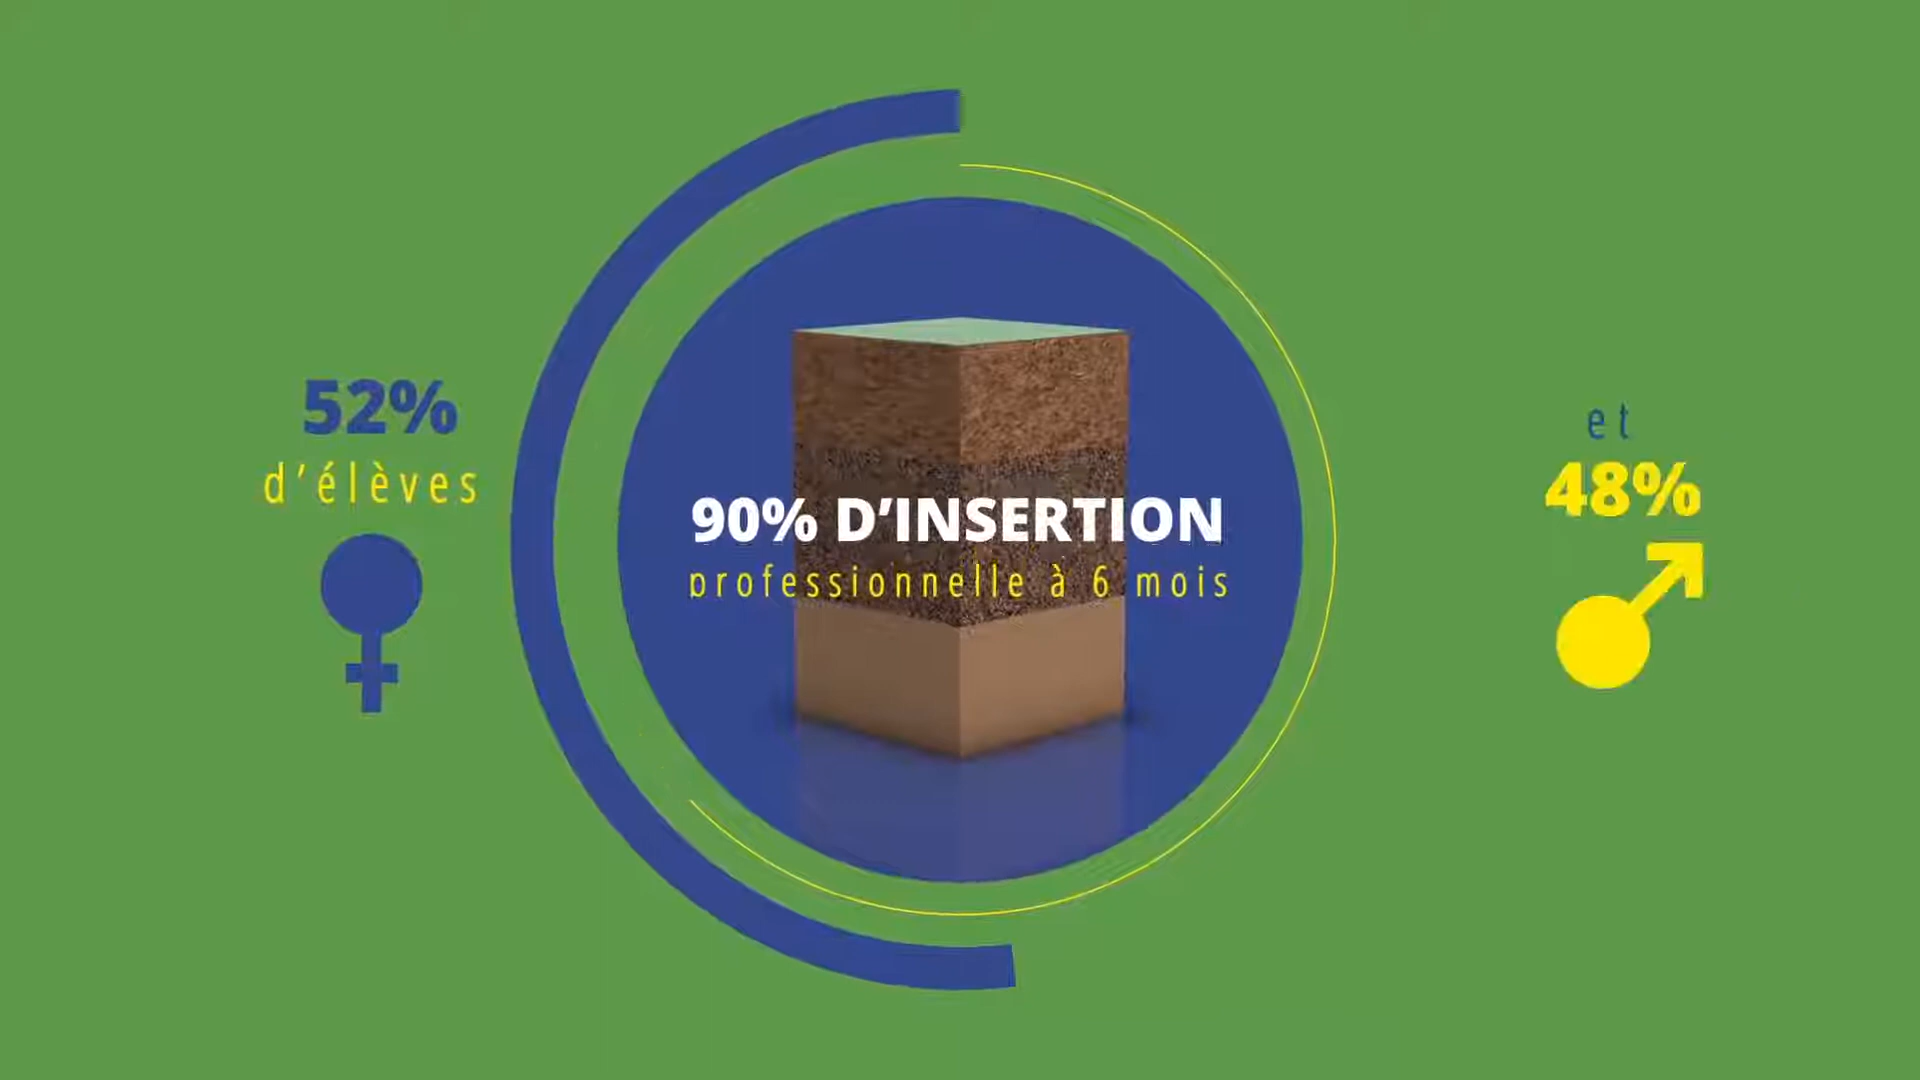 52%
d’élèves
90% D’INSERTION
professionnelle à 6 mois
et
48%